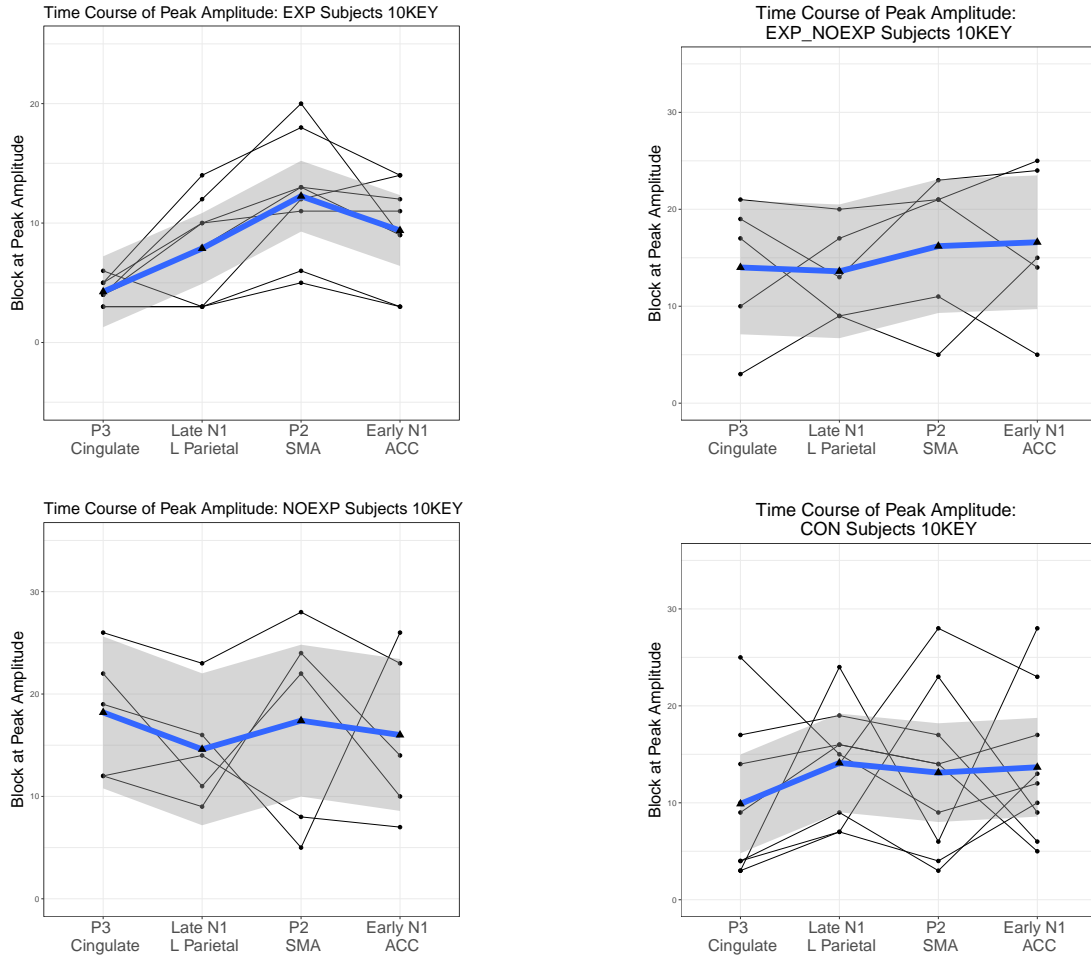 Time Course of Peak Amplitude: EXP Subjects 10KEY
Block at Peak Amplitude
20
10
0
P3
Cingulate
Late N1
L Parietal
P2
SMA
Early N1
ACC
Time Course of Peak Amplitude:
EXP_NOEXP Subjects 10KEY
Block at Peak Amplitude
30
20
10
0
P3
Cingulate
Late N1
L Parietal
P2
SMA
Early N1
ACC
Time Course of Peak Amplitude: NOEXP Subjects 10KEY
Block at Peak Amplitude
30
20
10
0
P3
Cingulate
Late N1
L Parietal
P2
SMA
Early N1
ACC
Time Course of Peak Amplitude:
CON Subjects 10KEY
Block at Peak Amplitude
30
20
10
0
P3
Cingulate
Late N1
L Parietal
P2
SMA
Early N1
ACC